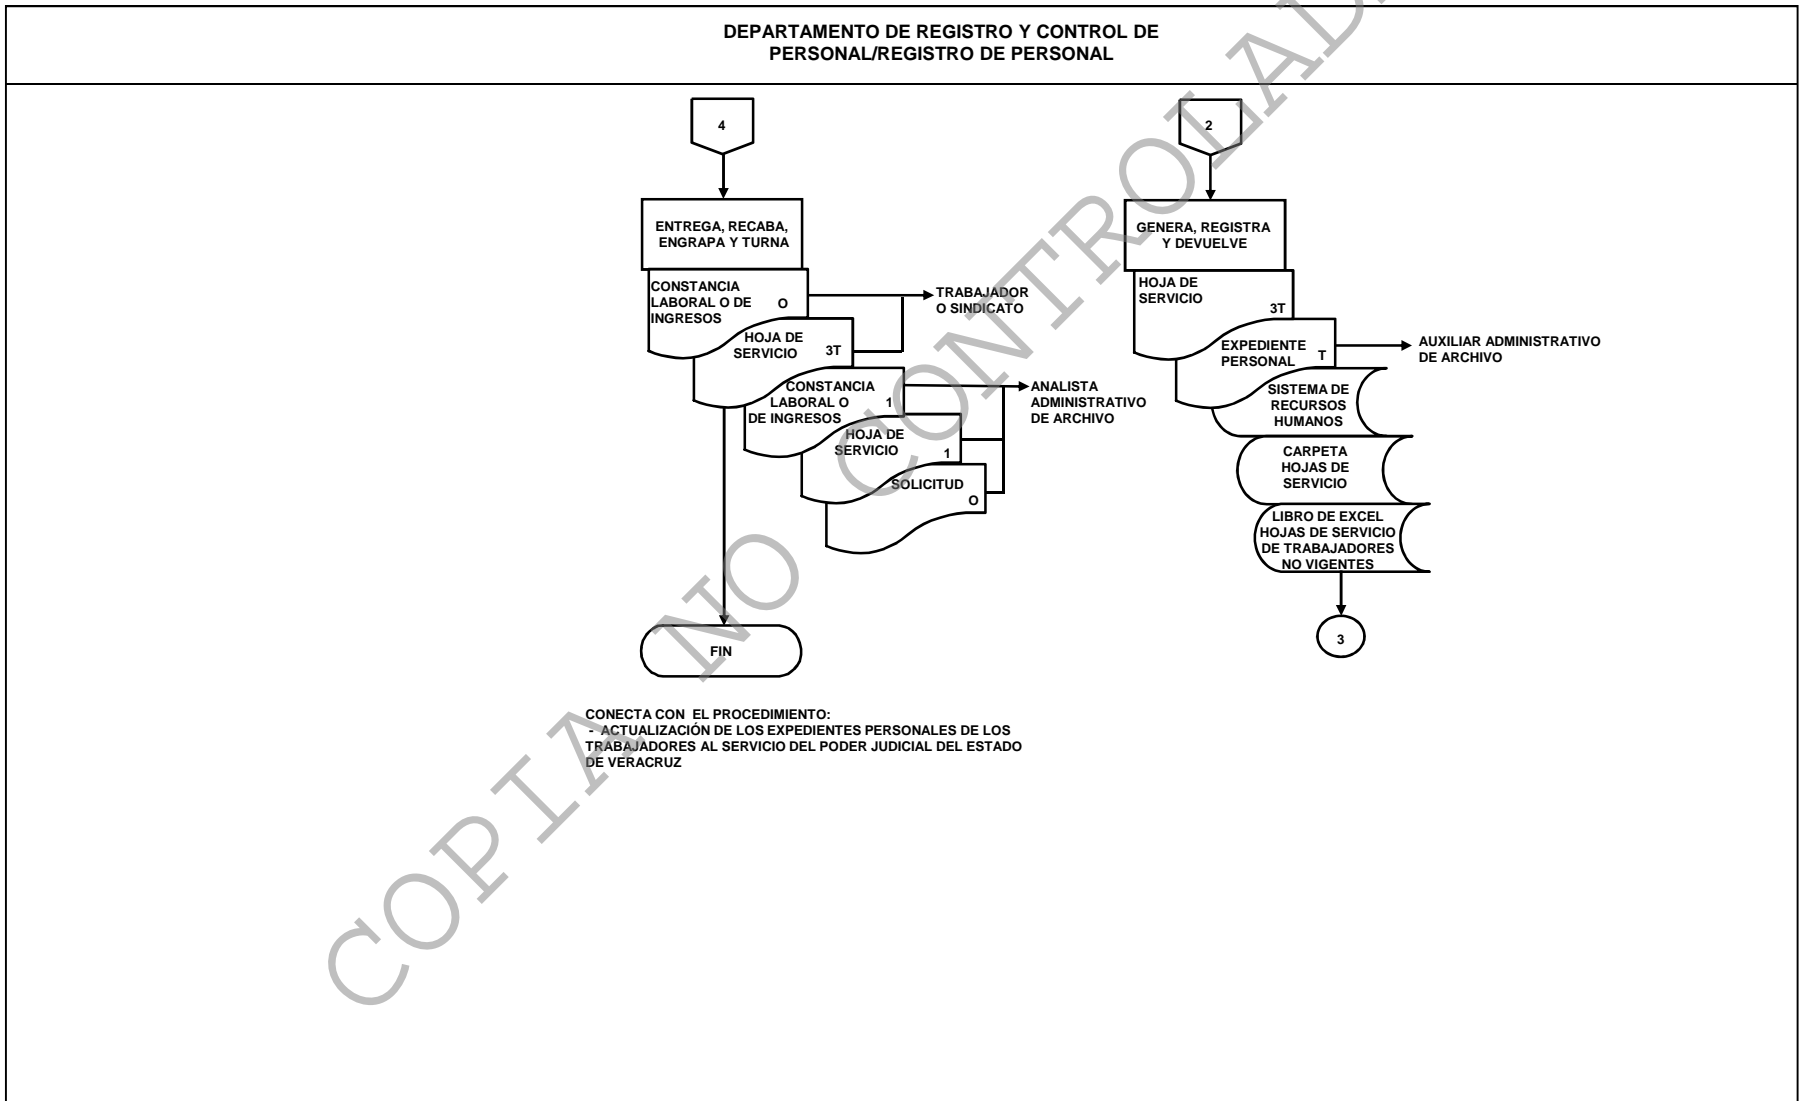 DEPARTAMENTO DE REGISTRO Y CONTROL DE
PERSONAL/REGISTRO DE PERSONAL
4
ENTREGA, RECABA,
ENGRAPA Y TURNA
CONSTANCIA
LABORAL O DE
INGRESOS
O
TRABAJADOR
O SINDICATO
HOJA DE
SERVICIO
3T
CONSTANCIA
LABORAL O
DE INGRESOS
1
ANALISTA
ADMINISTRATIVO
DE ARCHIVO
HOJA DE
SERVICIO
1
SOLICITUD
O
FIN
CONECTA CON EL PROCEDIMIENTO:
- ACTUALIZACIÓN DE LOS EXPEDIENTES PERSONALES DE LOS
TRABAJADORES AL SERVICIO DEL PODER JUDICIAL DEL ESTADO
DE VERACRUZ
2
GENERA, REGISTRA
Y DEVUELVE
HOJA DE
SERVICIO
3T
EXPEDIENTE
PERSONAL
T
AUXILIAR ADMINISTRATIVO
DE ARCHIVO
SISTEMA DE
RECURSOS
HUMANOS
CARPETA
HOJAS DE
SERVICIO
LIBRO DE EXCEL
HOJAS DE SERVICIO
DE TRABAJADORES
NO VIGENTES
3
COPIA NO CONTROLAD